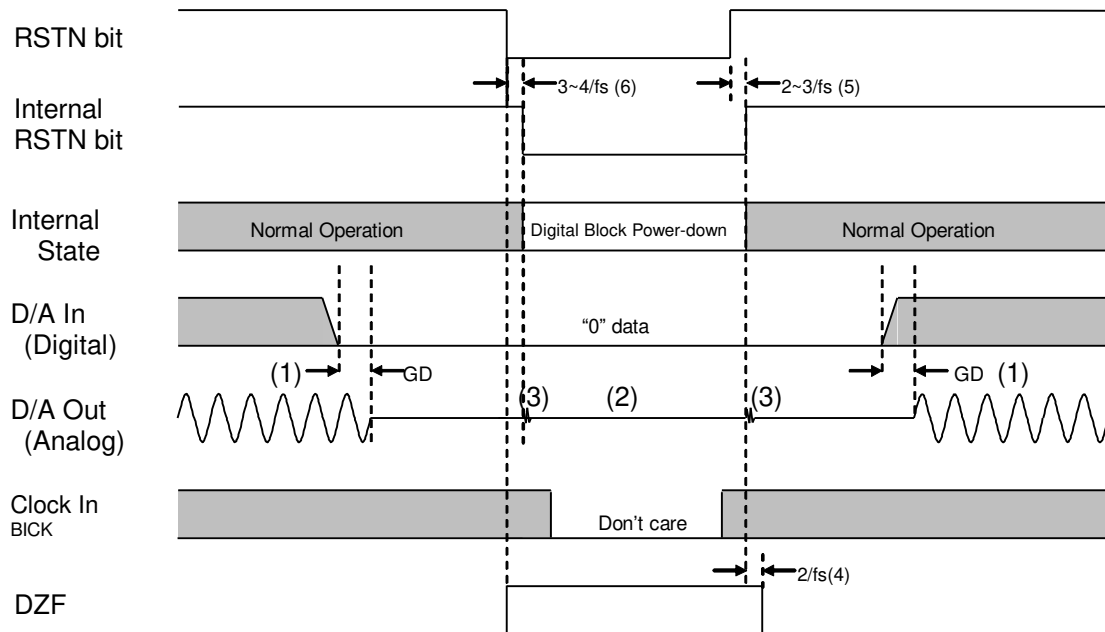 RSTN bit
3~4/fs (6)
2~3/fs (5)
Internal
RSTN bit
Internal
State
Normal Operation
Digital Block Power-down
Normal Operation
D/A In
(Digital)
“0” data
(1)
GD
GD
(1)
D/A Out
(Analog)
(3)
(2)
(3)
Clock In
BICK
Don’t care
2/fs(4)
DZF